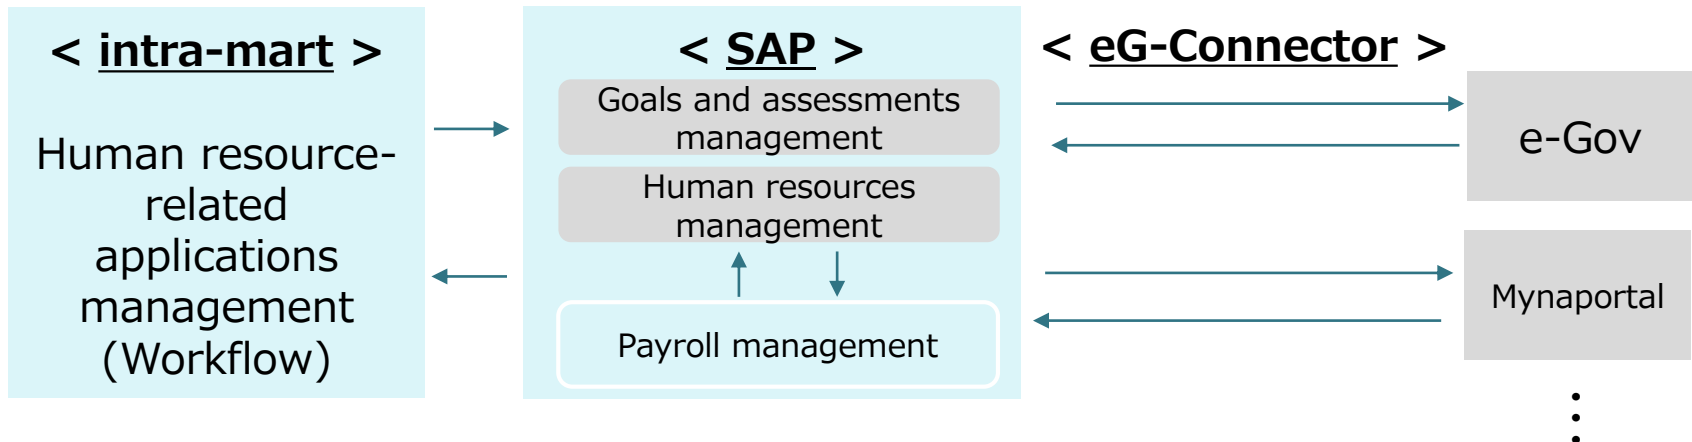 < intra-mart >
Human resource-
related
applications
management
(Workflow)
< SAP >
Goals and assessments
management
Human resources
management
Payroll management
< eG-Connector >
e-Gov
Mynaportal